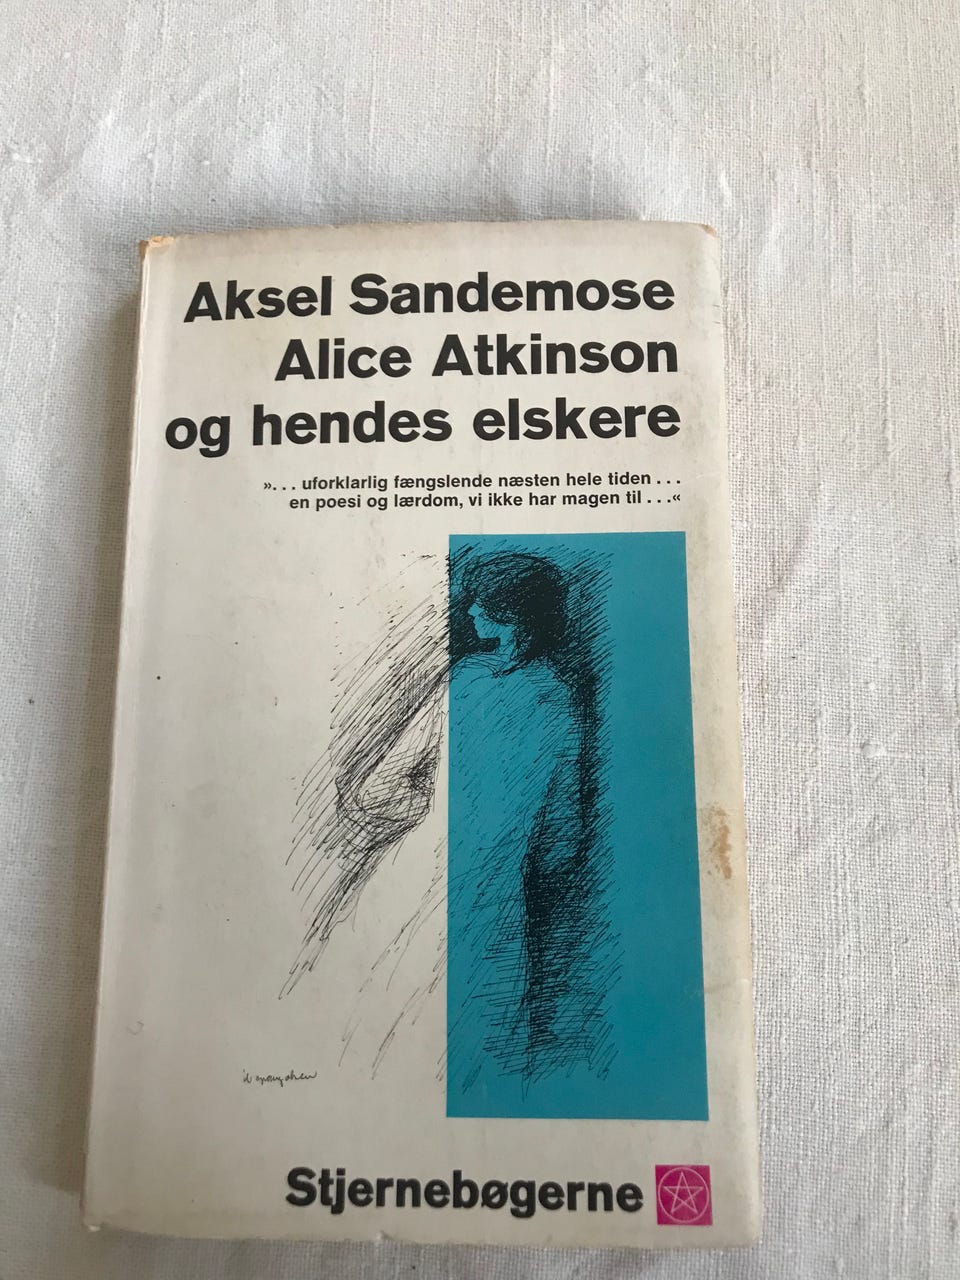 Aksel Sandemose
Alice Atkinson
og hendes elskere
»... uforklarlig fængslende næsten hele tiden...
en poesi og lærdom, vi ikke har magen til...«
Stjernebøgerne